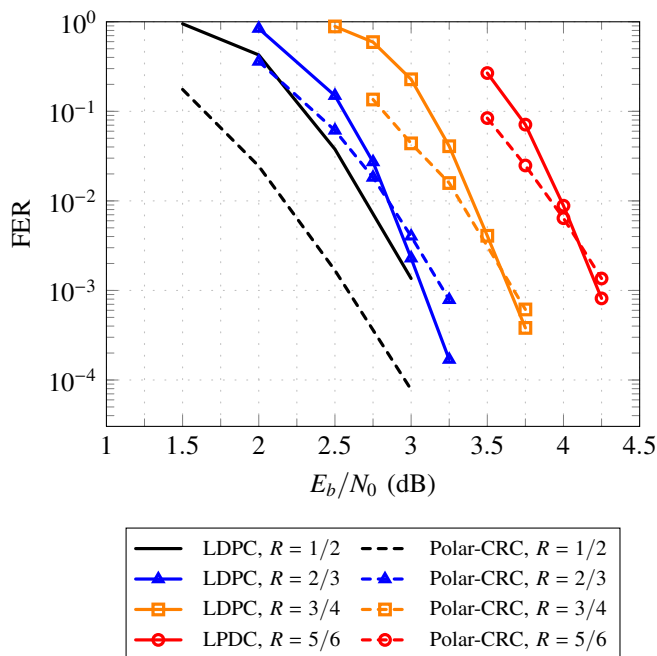 10^0
10^{-1}
10^{-2}
10^{-3}
10^{-4}
FER
1 1.5 2 2.5 3 3.5 4 4.5
E_b/N_0 (dB)
LDPC, R = 1/2 Polar-CRC, R = 1/2
LDPC, R = 2/3 Polar-CRC, R = 2/3
LDPC, R = 3/4 Polar-CRC, R = 3/4
LPDC, R = 5/6 Polar-CRC, R = 5/6